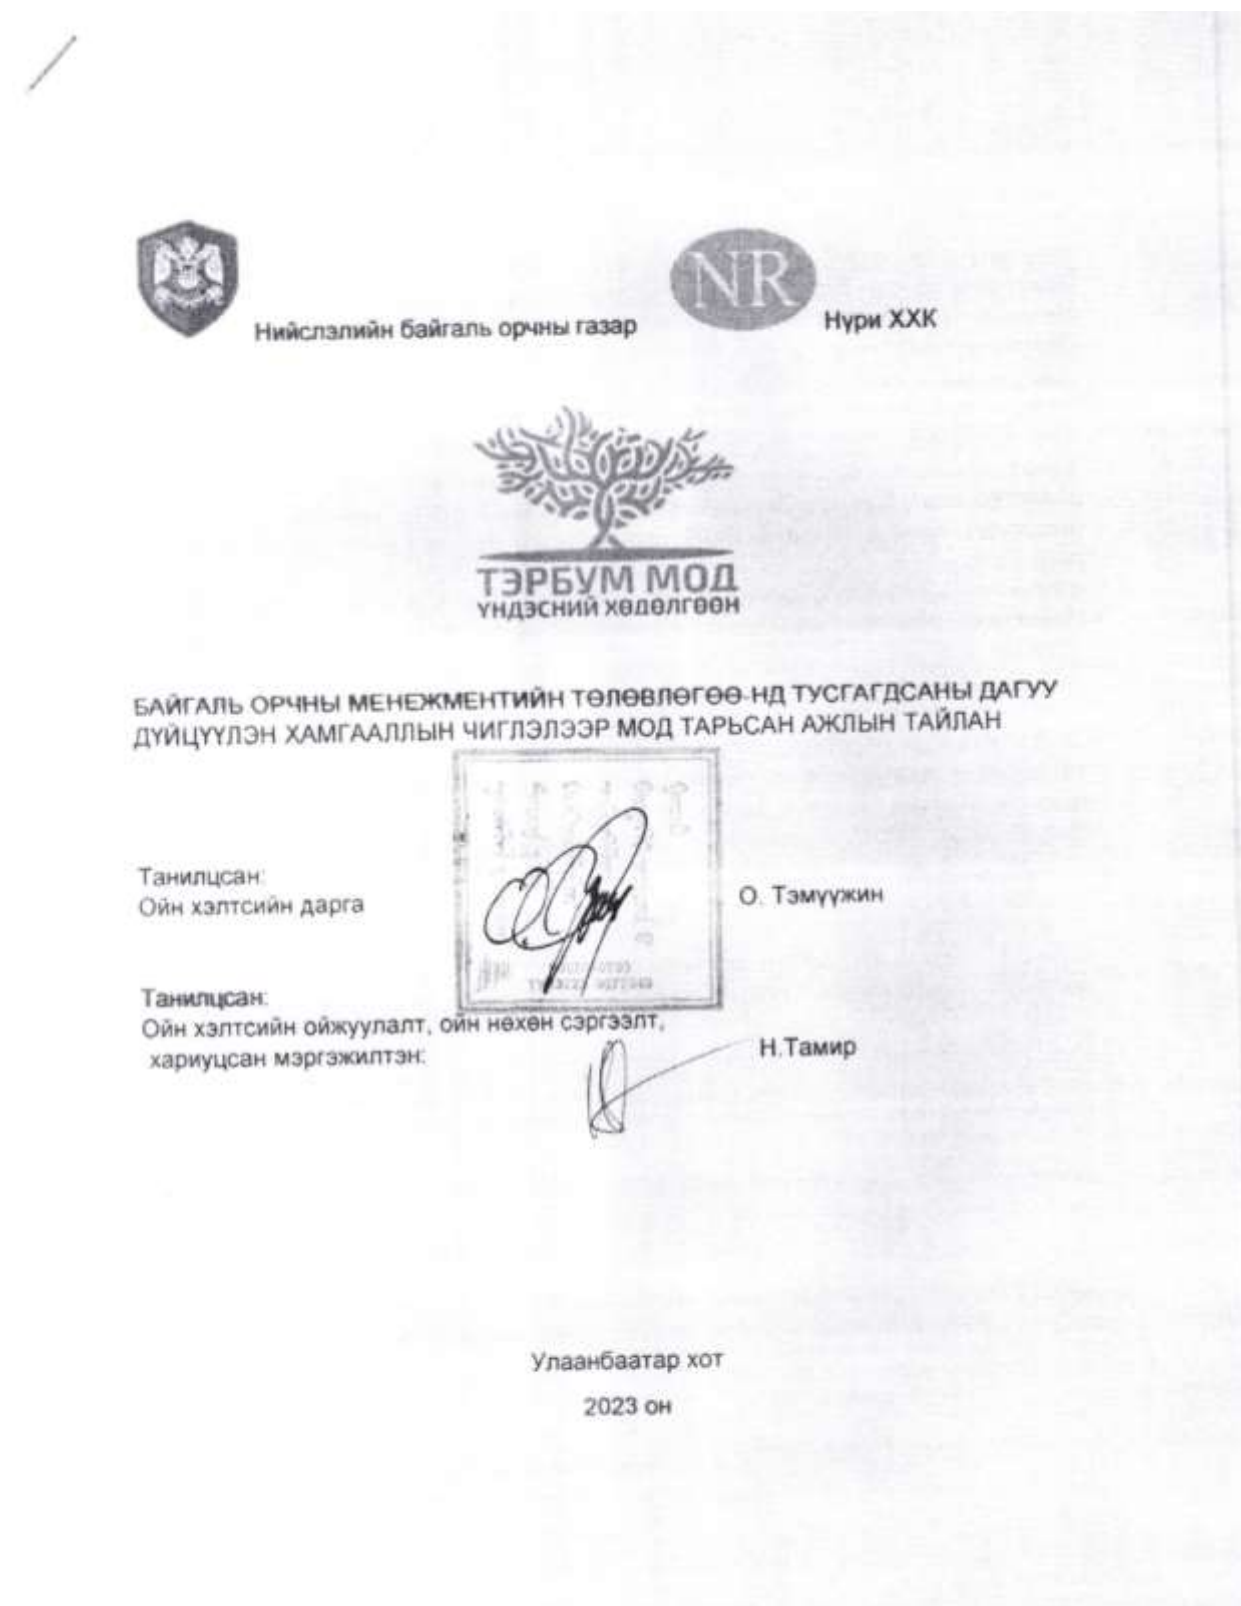 Нийслэлийн байгаль орчны газар
NR
Нүри ХХК
ТЭРБУМ МОД
ҮНДЭСНИЙ ХӨДӨЛГӨӨН
БАЙГАЛЬ ОРЧНЫ МЕНЕЖМЕНТИЙН ТӨЛӨВЛӨГӨӨ-НД ТУСГАГДСАНЫ ДАГУУ
ДҮЙЦҮҮЛЭН ХАМГААЛЛЫН ЧИГЛЭЛЭЭР МОД ТАРЬСАН АЖЛЫН ТАЙЛАН
Танилцсан:
Ойн хэлтсийн дарга
О. Тэмүүжин
Танилцсан:
Ойн хэлтсийн ойжуулалт, ойн нөхөн сэргээлт,
хариуцсан мэргэжилтэн:
Н.Тамир
Улаанбаатар хот
2023 он